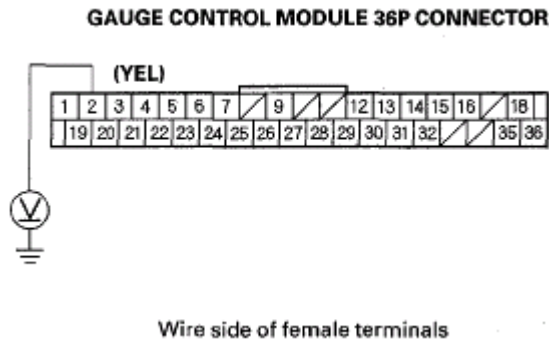 GAUGE CONTROL MODULE 36P CONNECTOR
(YEL)
1 2 3 4 5 6 7 9 12 13 14 15 16 18
19 20 21 22 23 24 25 26 27 28 29 30 31 32 35 36
V
Wire side of female terminals